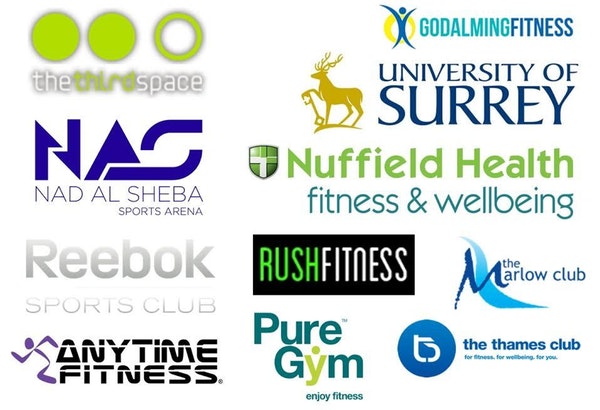 thethirdspace
GODALMINGFITNESS
UNIVERSITY OF
SURREY
NAS
NAD AL SHEBA
SPORTS ARENA
Nuffield Health
fitness & wellbeing
Reebok
SPORTS CLUB
RUSHFITNESS
the
Marlow club
ANYTIME
FITNESS®
Pure™
Gym
enjoy fitness
the thames club
for fitness. for wellbeing. for you.